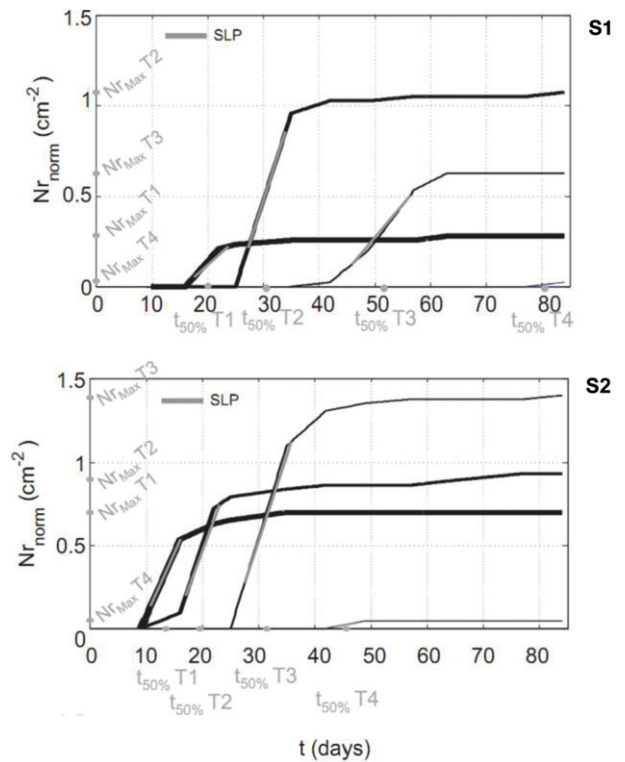 S1
SLP
Nr_norm (cm^-2)
1.5
1
0.5
0
Nr_Max T2
Nr_Max T3
Nr_Max T1
Nr_Max T4
0 10 20 30 40 50 60 70 80
t_50% T1 t_50% T2 t_50% T3 t_50% T4
S2
SLP
Nr_norm (cm^-2)
1.5
1
0.5
0
Nr_Max T3
Nr_Max T2
Nr_Max T1
Nr_Max T4
0 10 20 30 40 50 60 70 80
t_50% T1 t_50% T3
t_50% T2 t_50% T4
t (days)